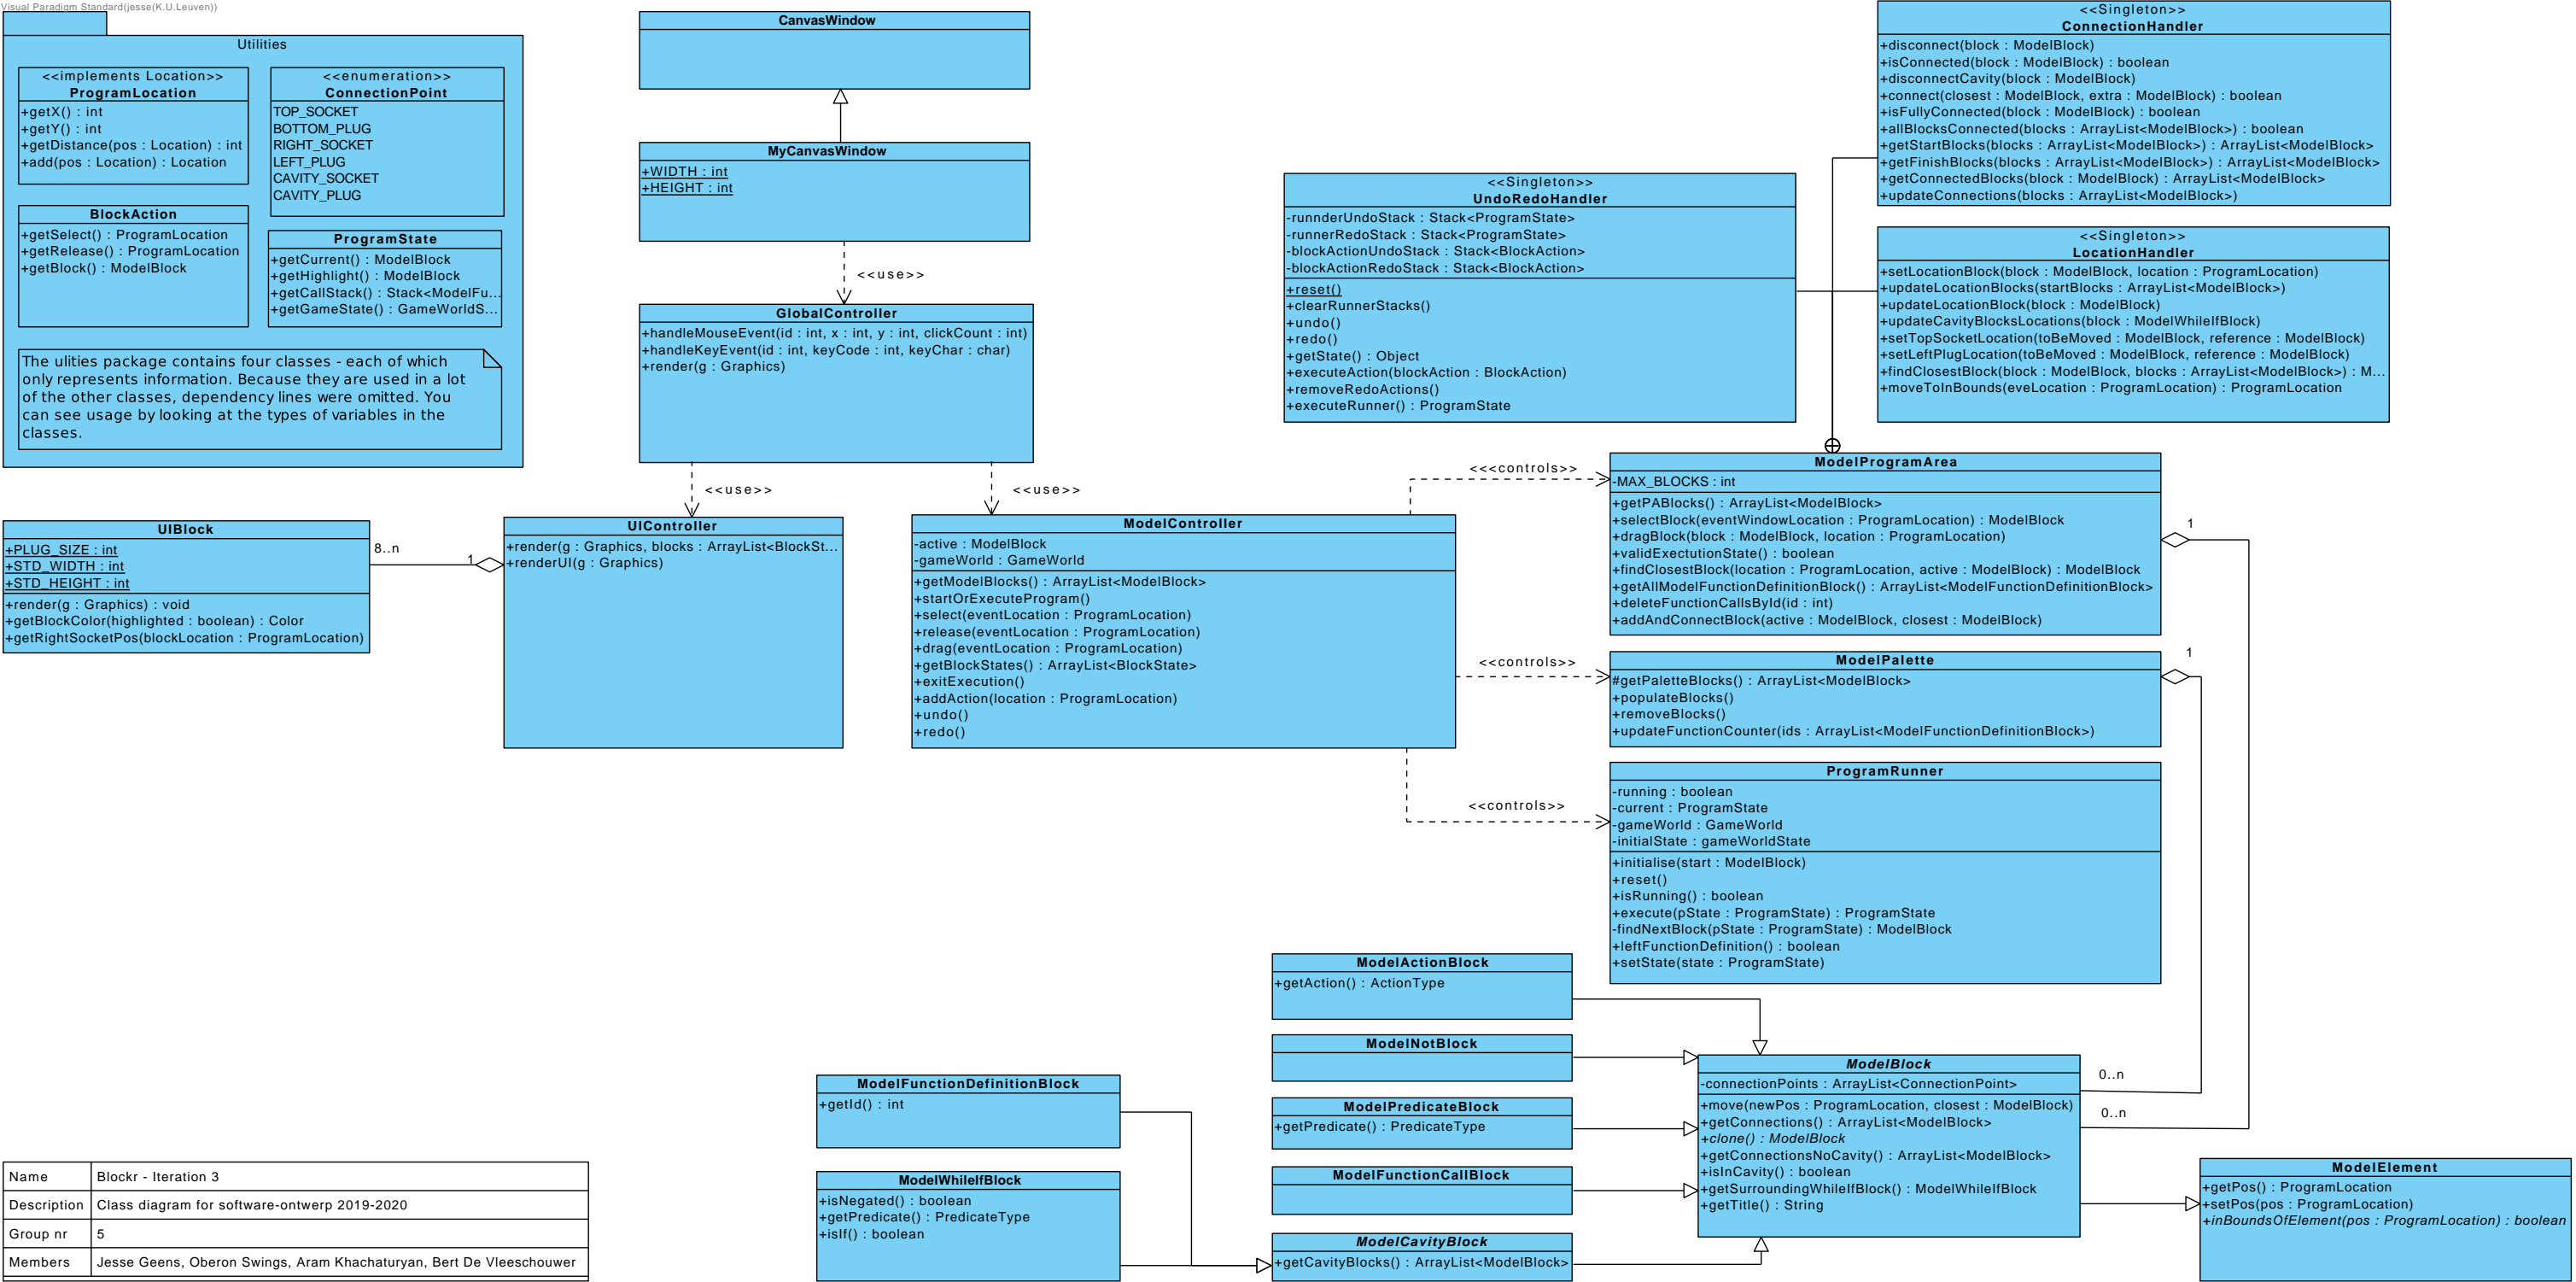 Visual Paradigm Standard(jesse(K.U.Leuven))
Utilities
<<implements Location>>
ProgramLocation
+getX() : int
+getY() : int
+getDistance(pos : Location) : int
+add(pos : Location) : Location
<<enumeration>>
ConnectionPoint
TOP_SOCKET
BOTTOM_PLUG
RIGHT_SOCKET
LEFT_PLUG
CAVITY_SOCKET
CAVITY_PLUG
BlockAction
+getSelect() : ProgramLocation
+getRelease() : ProgramLocation
+getBlock() : ModelBlock
ProgramState
+getCurrent() : ModelBlock
+getHighlight() : ModelBlock
+getCallStack() : Stack<ModelFu...
+getGameState() : GameWorldS...
The ulities package contains four classes - each of which
only represents information. Because they are used in a lot
of the other classes, dependency lines were omitted. You
can see usage by looking at the types of variables in the
classes.
CanvasWindow
MyCanvasWindow
+WIDTH : int
+HEIGHT : int
<<use>>
GlobalController
+handleMouseEvent(id : int, x : int, y : int, clickCount : int)
+handleKeyEvent(id : int, keyCode : int, keyChar : char)
+render(g : Graphics)
<<use>>
<<use>>
<<Singleton>>
UndoRedoHandler
-runnderUndoStack : Stack<ProgramState>
-runnerRedoStack : Stack<ProgramState>
-blockActionUndoStack : Stack<BlockAction>
-blockActionRedoStack : Stack<BlockAction>
+reset()
+clearRunnerStacks()
+undo()
+redo()
+getState() : Object
+executeAction(blockAction : BlockAction)
+removeRedoActions()
+executeRunner() : ProgramState
<<Singleton>>
ConnectionHandler
+disconnect(block : ModelBlock)
+isConnected(block : ModelBlock) : boolean
+disconnectCavity(block : ModelBlock)
+connect(closest : ModelBlock, extra : ModelBlock) : boolean
+isFullyConnected(block : ModelBlock) : boolean
+allBlocksConnected(blocks : ArrayList<ModelBlock>) : boolean
+getStartBlocks(blocks : ArrayList<ModelBlock>) : ArrayList<ModelBlock>
+getFinishBlocks(blocks : ArrayList<ModelBlock>) : ArrayList<ModelBlock>
+getConnectedBlocks(block : ModelBlock) : ArrayList<ModelBlock>
+updateConnections(blocks : ArrayList<ModelBlock>)
<<Singleton>>
LocationHandler
+setLocationBlock(block : ModelBlock, location : ProgramLocation)
+updateLocationBlocks(startBlocks : ArrayList<ModelBlock>)
+updateLocationBlock(block : ModelBlock)
+updateCavityBlocksLocations(block : ModelWhileIfBlock)
+setTopSocketLocation(toBeMoved : ModelBlock, reference : ModelBlock)
+setLeftPlugLocation(toBeMoved : ModelBlock, reference : ModelBlock)
+findClosestBlock(block : ModelBlock, blocks : ArrayList<ModelBlock>) : M...
+moveToInBounds(eveLocation : ProgramLocation) : ProgramLocation
UIBlock
+PLUG_SIZE : int
+STD_WIDTH : int
+STD_HEIGHT : int
+render(g : Graphics) : void
+getBlockColor(highlighted : boolean) : Color
+getRightSocketPos(blockLocation : ProgramLocation)
8..n
1
UIController
+render(g : Graphics, blocks : ArrayList<BlockSt...
+renderUI(g : Graphics)
ModelController
-active : ModelBlock
-gameWorld : GameWorld
+getModelBlocks() : ArrayList<ModelBlock>
+startOrExecuteProgram()
+select(eventLocation : ProgramLocation)
+release(eventLocation : ProgramLocation)
+drag(eventLocation : ProgramLocation)
+getBlockStates() : ArrayList<BlockState>
+exitExecution()
+addAction(location : ProgramLocation)
+undo()
+redo()
<<<controls>>
<<controls>>
<<controls>>
ModelProgramArea
-MAX_BLOCKS : int
+getPABlocks() : ArrayList<ModelBlock>
+selectBlock(eventWindowLocation : ProgramLocation) : ModelBlock
+dragBlock(block : ModelBlock, location : ProgramLocation)
+validExectutionState() : boolean
+findClosestBlock(location : ProgramLocation, active : ModelBlock) : ModelBlock
+getAllModelFunctionDefinitionBlock() : ArrayList<ModelFunctionDefinitionBlock>
+deleteFunctionCallsById(id : int)
+addAndConnectBlock(active : ModelBlock, closest : ModelBlock)
1
ModelPalette
#getPaletteBlocks() : ArrayList<ModelBlock>
+populateBlocks()
+removeBlocks()
+updateFunctionCounter(ids : ArrayList<ModelFunctionDefinitionBlock>)
1
ProgramRunner
-running : boolean
-current : ProgramState
-gameWorld : GameWorld
-initialState : gameWorldState
+initialise(start : ModelBlock)
+reset()
+isRunning() : boolean
+execute(pState : ProgramState) : ProgramState
-findNextBlock(pState : ProgramState) : ModelBlock
+leftFunctionDefinition() : boolean
+setState(state : ProgramState)
ModelActionBlock
+getAction() : ActionType
ModelNotBlock
ModelPredicateBlock
+getPredicate() : PredicateType
ModelFunctionCallBlock
ModelCavityBlock
+getCavityBlocks() : ArrayList<ModelBlock>
ModelFunctionDefinitionBlock
+getId() : int
ModelWhileIfBlock
+isNegated() : boolean
+getPredicate() : PredicateType
+isIf() : boolean
ModelBlock
-connectionPoints : ArrayList<ConnectionPoint>
+move(newPos : ProgramLocation, closest : ModelBlock)
+getConnections() : ArrayList<ModelBlock>
+clone() : ModelBlock
+getConnectionsNoCavity() : ArrayList<ModelBlock>
+isInCavity() : boolean
+getSurroundingWhileIfBlock() : ModelWhileIfBlock
+getTitle() : String
0..n
0..n
ModelElement
+getPos() : ProgramLocation
+setPos(pos : ProgramLocation)
+inBoundsOfElement(pos : ProgramLocation) : boolean
Name Blockr - Iteration 3
Description Class diagram for software-ontwerp 2019-2020
Group nr 5
Members Jesse Geens, Oberon Swings, Aram Khachaturyan, Bert De Vleeschouwer